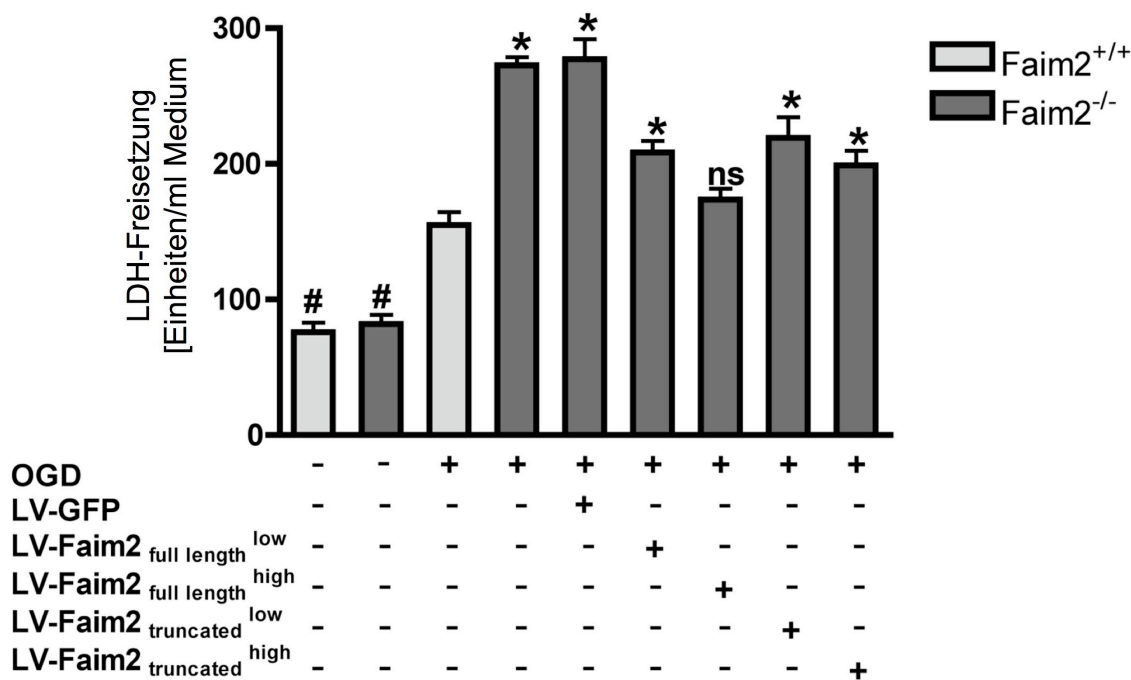 300
200
100
0
LDH-Freisetzung
[Einheiten/ml Medium
# # * * * ns * *
Faim2+/+
Faim2-/-
OGD - - + + + + + + +
LV-GFP - - - - + - - - -
LV-Faim2 full length low - - - - - + - - -
LV-Faim2 full length high - - - - - - + - -
LV-Faim2 truncated low - - - - - - - + -
LV-Faim2 truncated high - - - - - - - - +